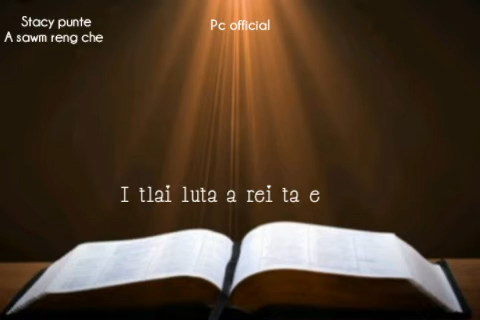 Stacy punte
A sawm reng che
Pc official
I tlai luta a rei ta e